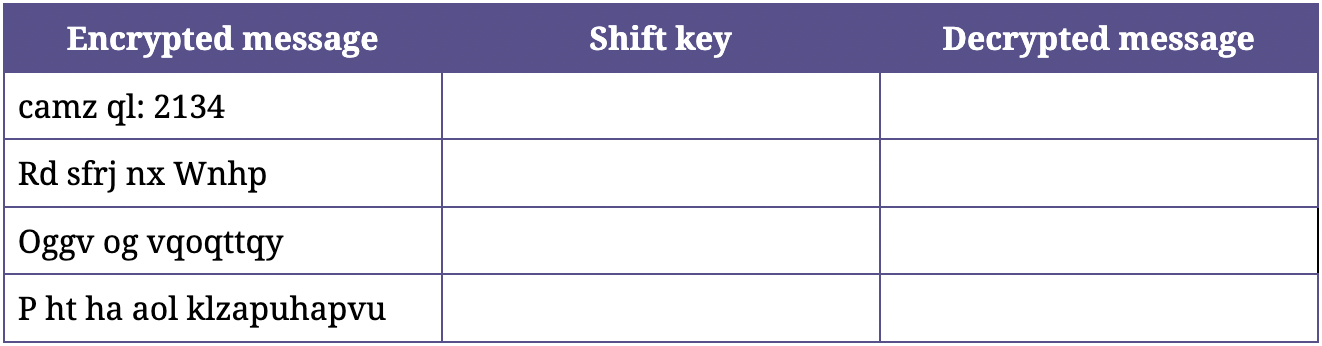 Encrypted message Shift key Decrypted message
camz ql: 2134
Rd sfrj nx Wnhp
Oggv og vqoqttqy
P ht ha aol klzapuhapvu